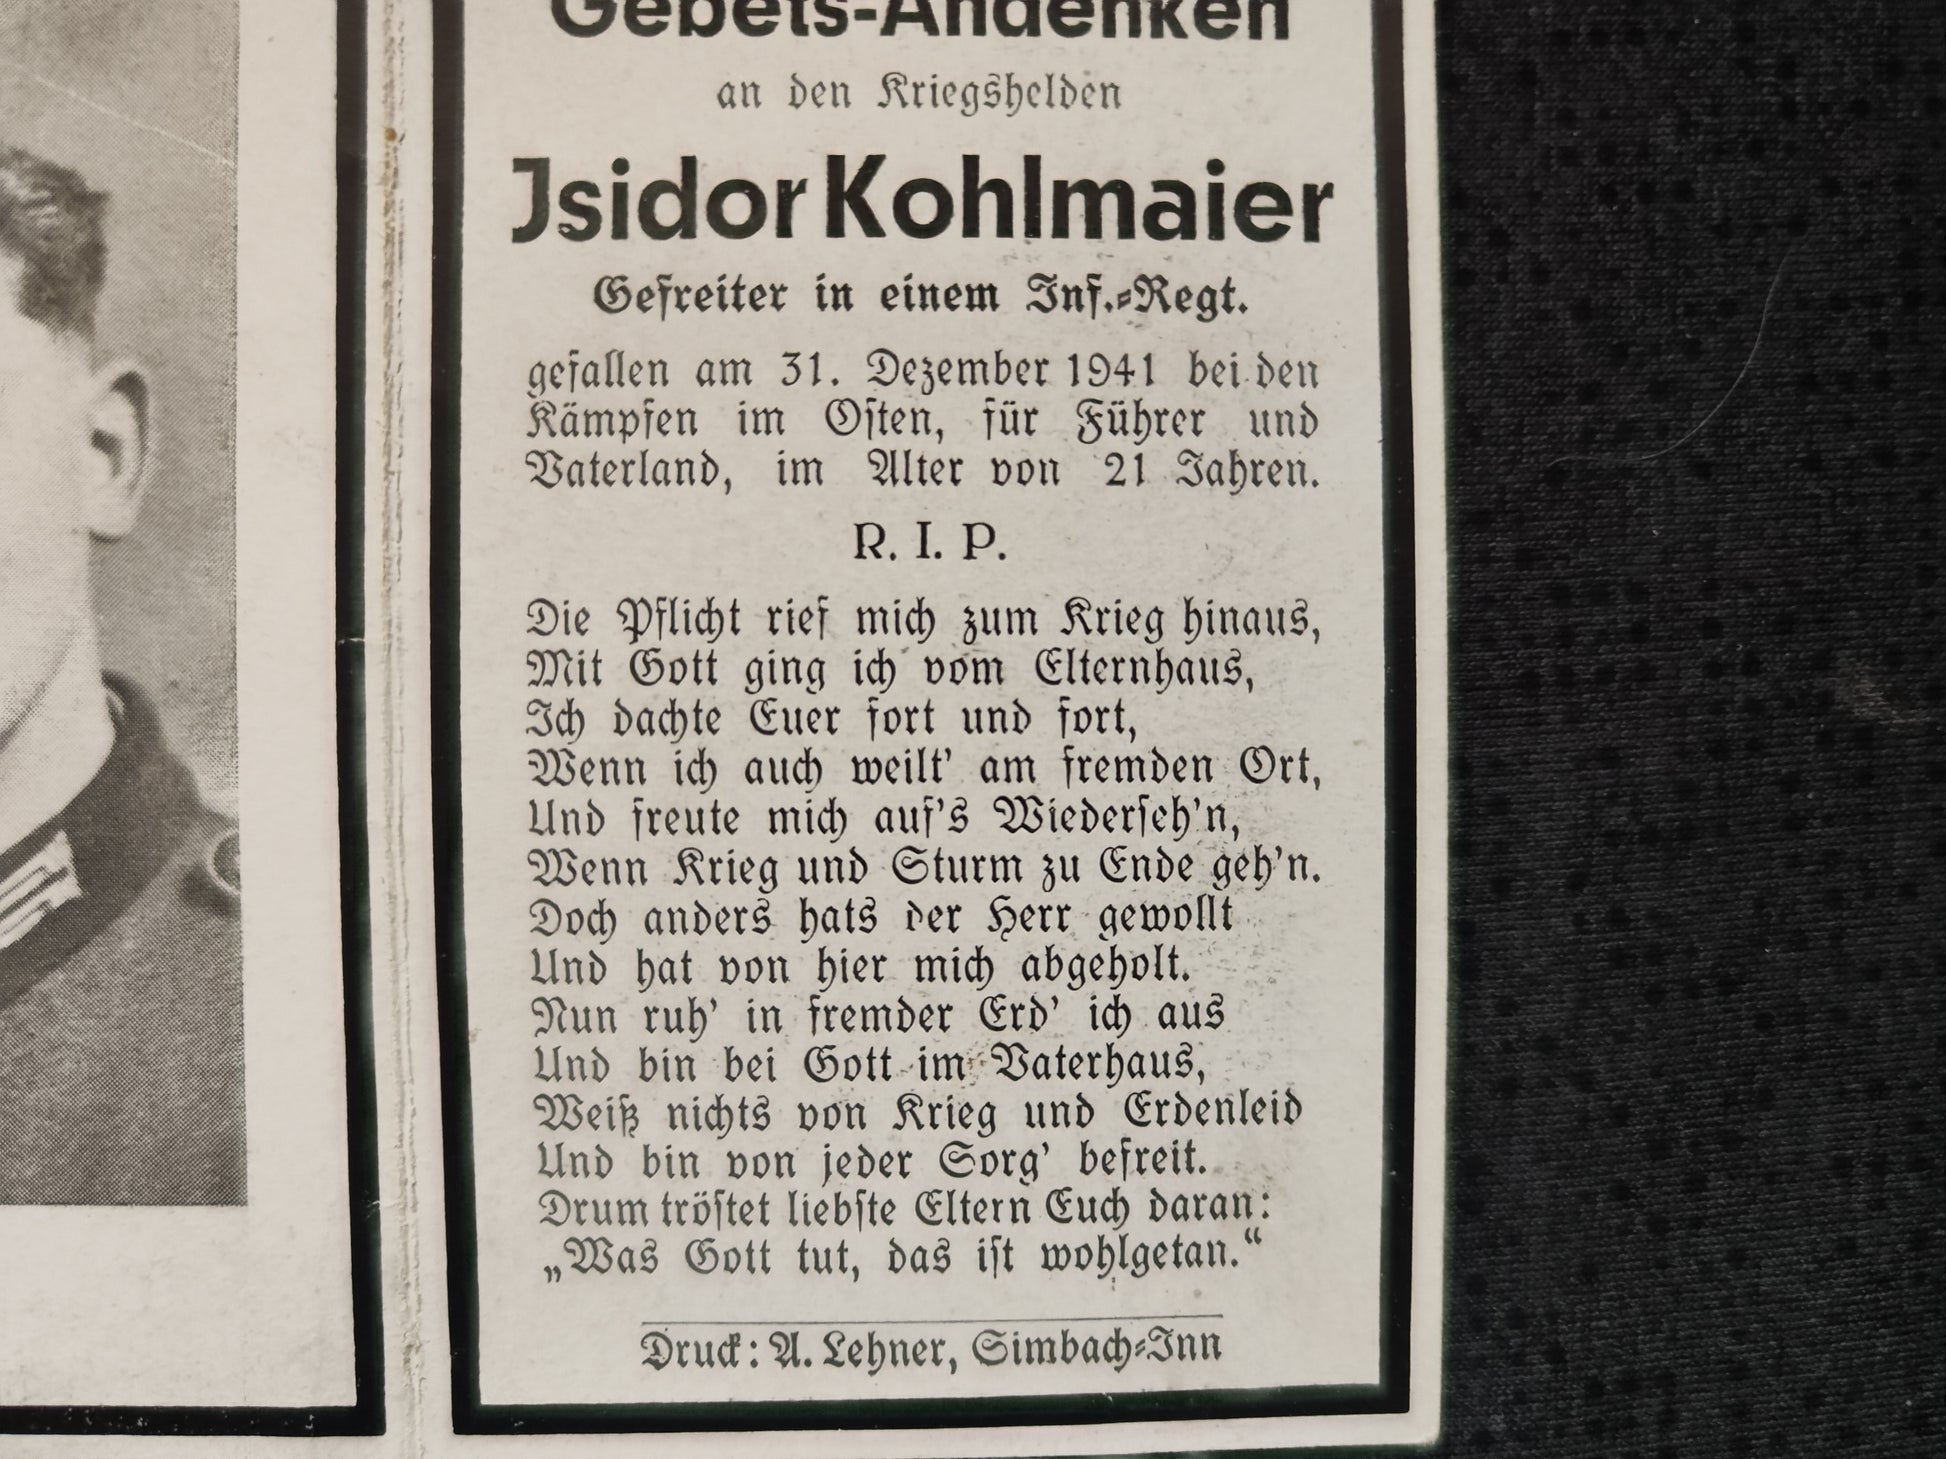 Gebets-Andenken
an den Kriegshelden
Jsidor Kohlmaier
Gefreiter in einem Inf.-Regt.
gefallen am 31. Dezember 1941 bei den
Kämpfen im Osten, für Führer und
Vaterland, im Alter von 21 Jahren.
R. I. P.
Die Pflicht rief mich zum Krieg hinaus,
Mit Gott ging ich vom Elternhaus,
Ich dachte Euer fort und fort,
Wenn ich auch weilt' am fremden Ort,
Und freute mich auf's Wiederseh'n,
Wenn Krieg und Sturm zu Ende geh'n.
Doch anders hats der Herr gewollt
Und hat von hier mich abgeholt.
Nun ruh' in fremder Erd' ich aus
Und bin bei Gott im Vaterhaus,
Weiß nichts von Krieg und Erdenleid
Und bin von jeder Sorg' befreit.
Drum tröstet liebste Eltern Euch daran:
„Was Gott tut, das ist wohlgetan.“
Druck: A. Lehner, Simbach-Inn